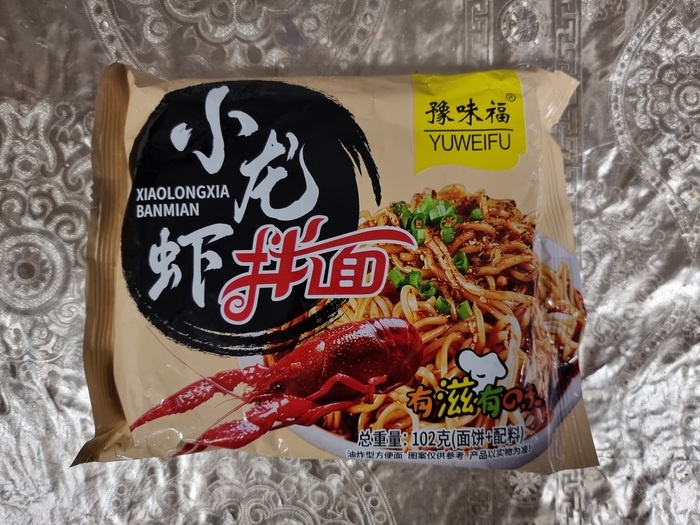 豫味福®
YUWEIFU
小龙虾
XIAOLONGXIA
BANMIAN
拌面
有滋有味
总重量: 102克(面饼+配料)
油炸型方便面 图案仅供参考 产品以实物为准!